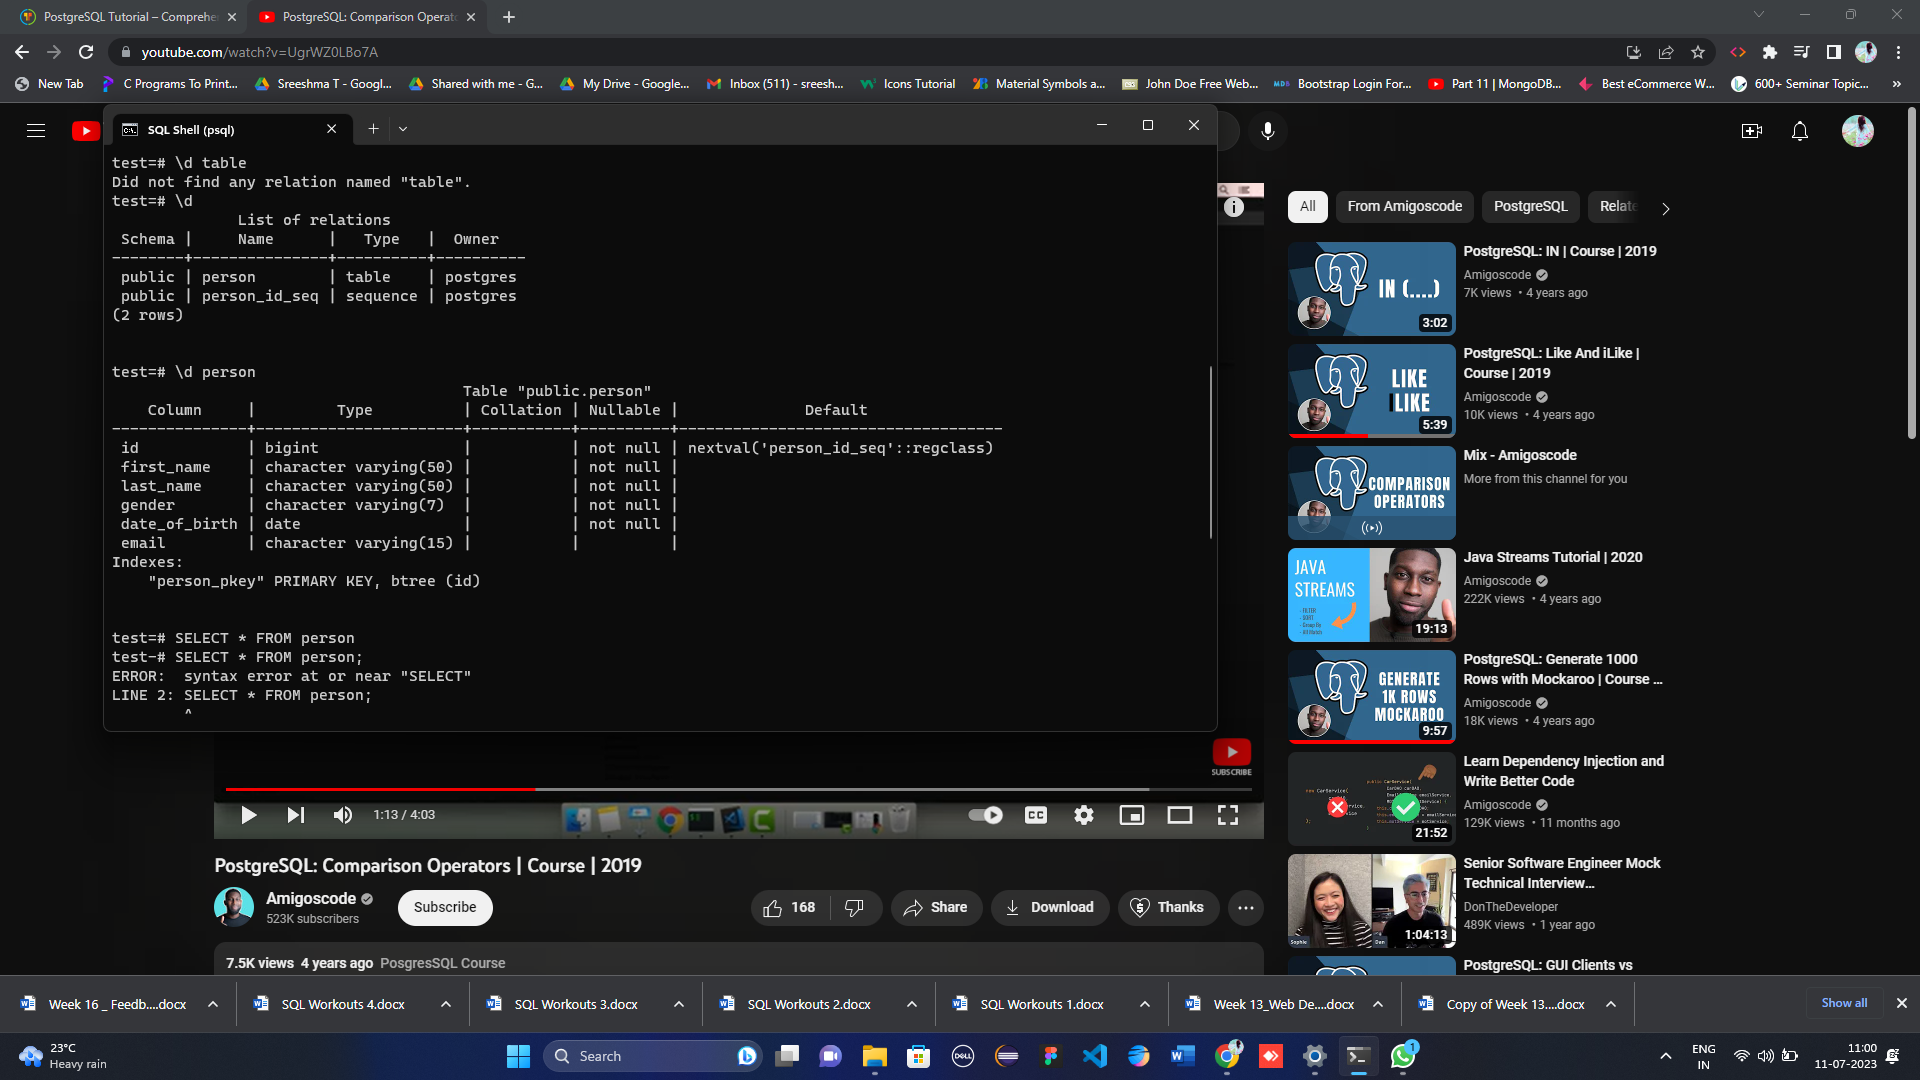 PostgreSQL Tutorial – Comprehe
PostgreSQL: Comparison Operato
youtube.com/watch?v=UgrWZ0LBo7A
New Tab
C Programs To Print...
Sreeshma T - Googl...
Shared with me - G...
My Drive - Google...
Inbox (511) - sreesh...
Icons Tutorial
Material Symbols a...
John Doe Free Web...
Bootstrap Login For...
Part 11 | MongoDB...
Best eCommerce W...
600+ Seminar Topic...
»
SQL Shell (psql)
test=# \d table
Did not find any relation named "table".
test=# \d
List of relations
Schema | Name | Type | Owner
--------+---------------+----------+----------
public | person | table | postgres
public | person_id_seq | sequence | postgres
(2 rows)
test=# \d person
Table "public.person"
Column | Type | Collation | Nullable | Default
---------------+-----------------------+-----------+----------+------------------------------------
id | bigint | | not null | nextval('person_id_seq'::regclass)
first_name | character varying(50) | | not null |
last_name | character varying(50) | | not null |
gender | character varying(7) | | not null |
date_of_birth | date | | not null |
email | character varying(15) | | |
Indexes:
"person_pkey" PRIMARY KEY, btree (id)
test=# SELECT * FROM person
test-# SELECT * FROM person;
ERROR:  syntax error at or near "SELECT"
LINE 2: SELECT * FROM person;
^
SUBSCRIBE
1:13 / 4:03
CC
PostgreSQL: Comparison Operators | Course | 2019
Amigoscode
523K subscribers
Subscribe
168
Share
Download
Thanks
7.5K views 4 years ago PosgresSQL Course
All
From Amigoscode
PostgreSQL
Relate
IN (....)
3:02
PostgreSQL: IN | Course | 2019
Amigoscode
7K views • 4 years ago
LIKE
ILIKE
5:39
PostgreSQL: Like And iLike |
Course | 2019
Amigoscode
10K views • 4 years ago
COMPARISON
OPERATORS
Mix - Amigoscode
More from this channel for you
JAVA
STREAMS
19:13
Java Streams Tutorial | 2020
Amigoscode
222K views • 4 years ago
GENERATE
1K ROWS
MOCKAROO
9:57
PostgreSQL: Generate 1000
Rows with Mockaroo | Course ...
Amigoscode
18K views • 4 years ago
21:52
Learn Dependency Injection and
Write Better Code
Amigoscode
129K views • 11 months ago
Sophie
Dan
1:04:13
Senior Software Engineer Mock
Technical Interview...
DonTheDeveloper
489K views • 1 year ago
PostgreSQL: GUI Clients vs
Week 16 _ Feedb....docx
SQL Workouts 4.docx
SQL Workouts 3.docx
SQL Workouts 2.docx
SQL Workouts 1.docx
Week 13_Web De....docx
Copy of Week 13....docx
Show all
23°C
Heavy rain
Search
DELL
1
ENG
IN
11:00
11-07-2023